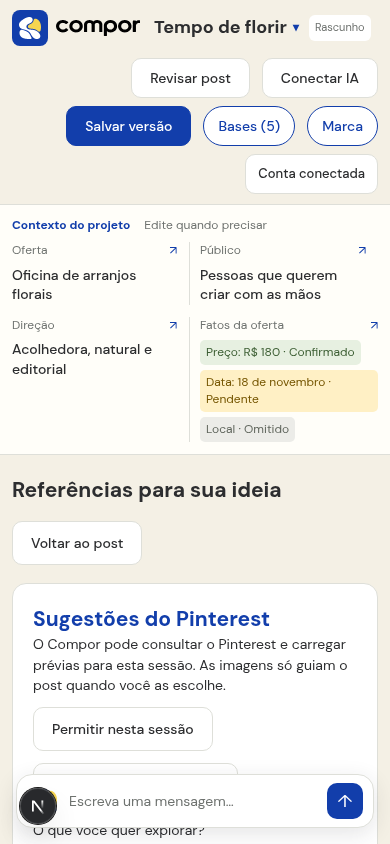 compor
Tempo de florir ▾
Rascunho
Revisar post
Conectar IA
Salvar versão
Bases (5)
Marca
Conta conectada
Contexto do projeto
Edite quando precisar
Oferta
Oficina de arranjos
florais
Público
Pessoas que querem
criar com as mãos
Direção
Acolhedora, natural e
editorial
Fatos da oferta
Preço: R$ 180 · Confirmado
Data: 18 de novembro ·
Pendente
Local · Omitido
Referências para sua ideia
Voltar ao post
Sugestões do Pinterest
O Compor pode consultar o Pinterest e carregar
prévias para esta sessão. As imagens só guiam o
post quando você as escolhe.
Permitir nesta sessão
N
Escreva uma mensagem...
O que você quer explorar?